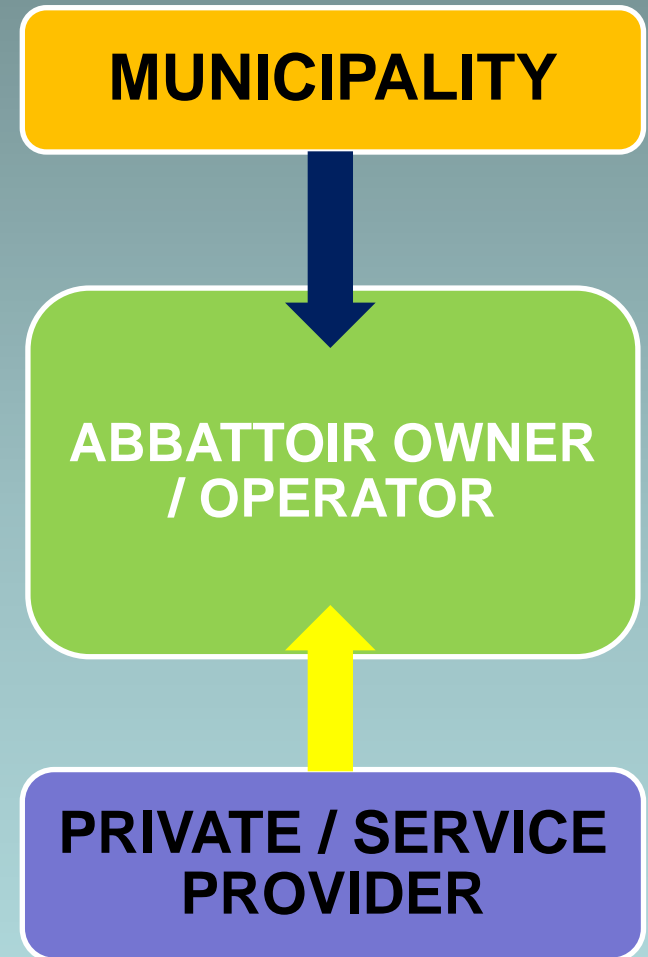 MUNICIPALITY
ABBATTOIR OWNER
/ OPERATOR
PRIVATE / SERVICE
PROVIDER